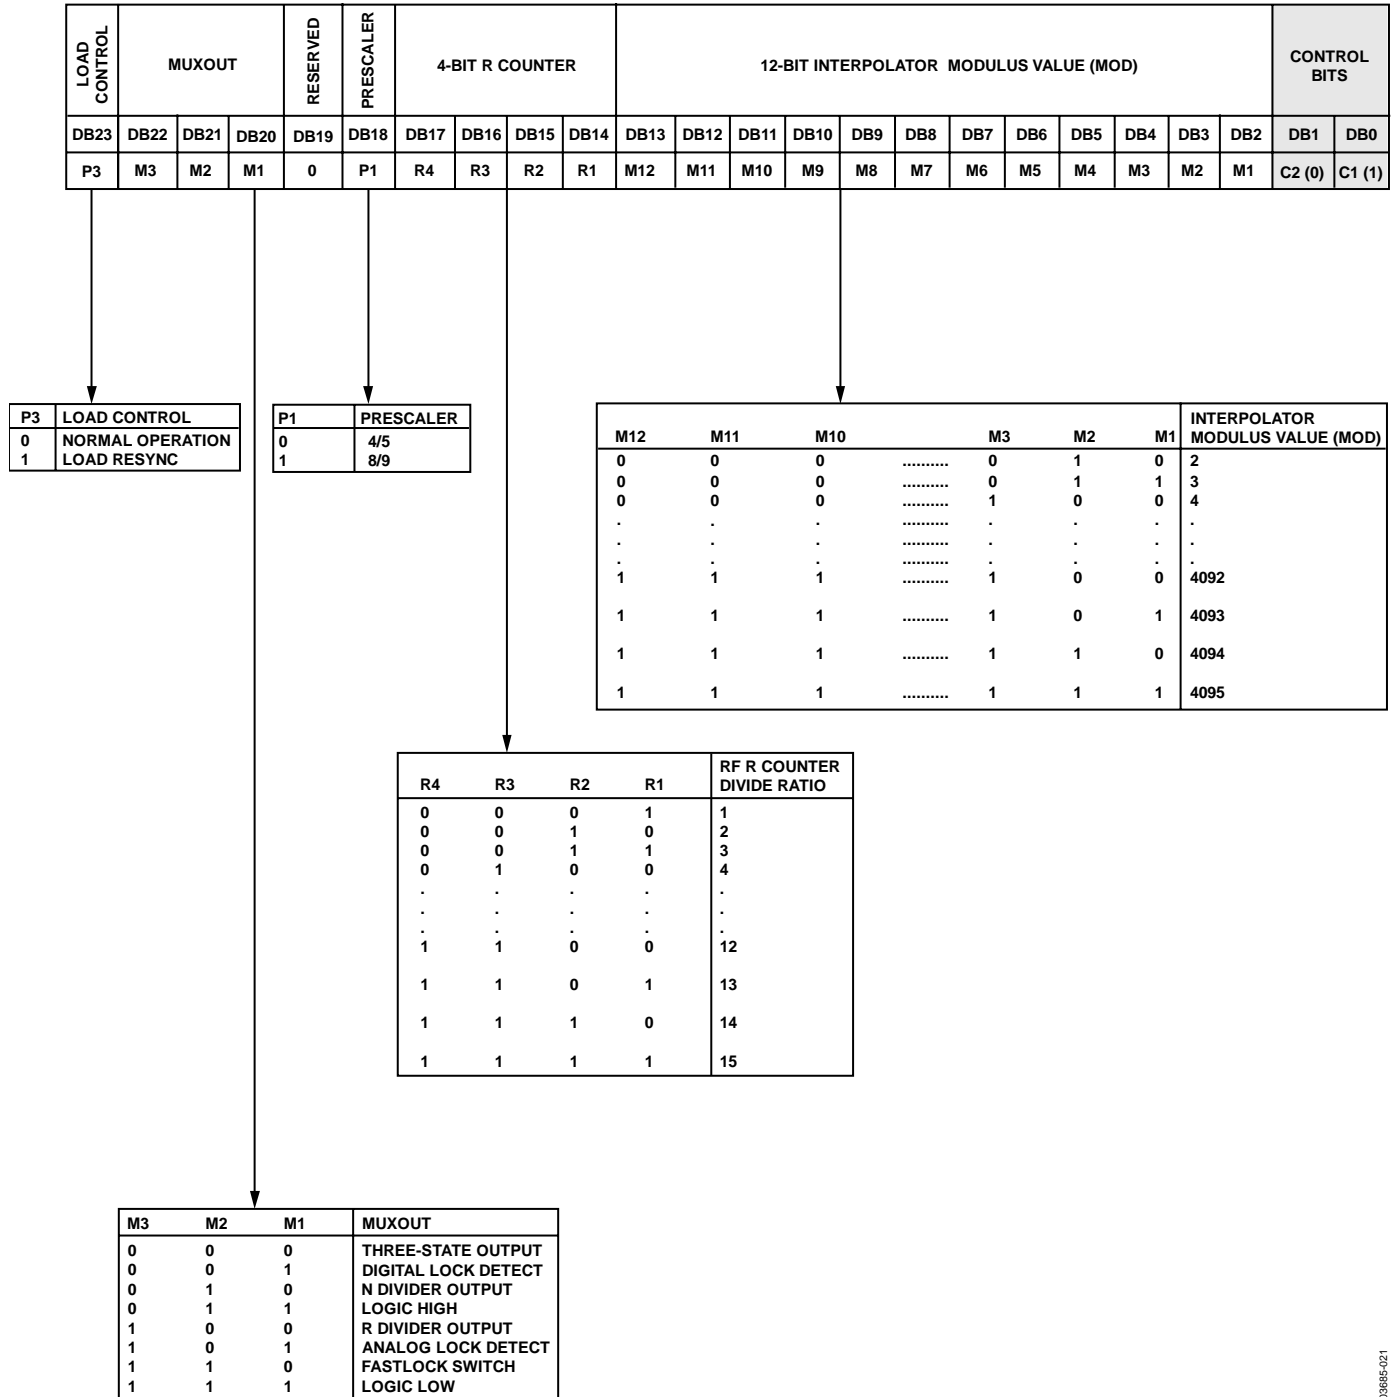 LOAD CONTROL MUXOUT RESERVED PRESCALER 4-BIT R COUNTER 12-BIT INTERPOLATOR MODULUS VALUE (MOD) CONTROL BITS
DB23 DB22 DB21 DB20 DB19 DB18 DB17 DB16 DB15 DB14 DB13 DB12 DB11 DB10 DB9 DB8 DB7 DB6 DB5 DB4 DB3 DB2 DB1 DB0
P3 M3 M2 M1 0 P1 R4 R3 R2 R1 M12 M11 M10 M9 M8 M7 M6 M5 M4 M3 M2 M1 C2 (0) C1 (1)
P3 LOAD CONTROL
0 NORMAL OPERATION
1 LOAD RESYNC
P1 PRESCALER
0 4/5
1 8/9
M12 M11 M10 M3 M2 M1 INTERPOLATOR MODULUS VALUE (MOD)
0 0 0 .......... 0 1 0 2
0 0 0 .......... 0 1 1 3
0 0 0 .......... 1 0 0 4
. . . .......... . . . .
. . . .......... . . . .
. . . .......... . . . .
1 1 1 .......... 1 0 0 4092
1 1 1 .......... 1 0 1 4093
1 1 1 .......... 1 1 0 4094
1 1 1 .......... 1 1 1 4095
R4 R3 R2 R1 RF R COUNTER DIVIDE RATIO
0 0 0 1 1
0 0 1 0 2
0 0 1 1 3
0 1 0 0 4
. . . . .
. . . . .
. . . . .
1 1 0 0 12
1 1 0 1 13
1 1 1 0 14
1 1 1 1 15
M3 M2 M1 MUXOUT
0 0 0 THREE-STATE OUTPUT
0 0 1 DIGITAL LOCK DETECT
0 1 0 N DIVIDER OUTPUT
0 1 1 LOGIC HIGH
1 0 0 R DIVIDER OUTPUT
1 0 1 ANALOG LOCK DETECT
1 1 0 FASTLOCK SWITCH
1 1 1 LOGIC LOW
03685-021